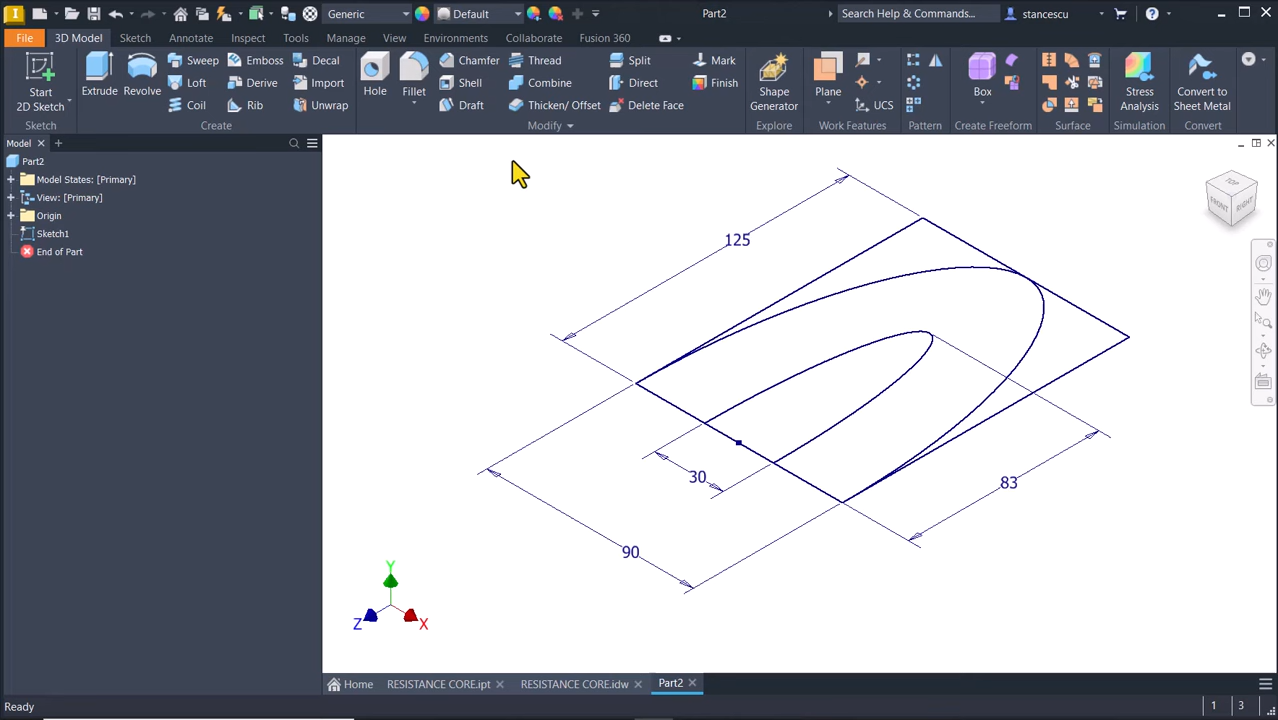 Generic
Default
Part2
Search Help & Commands...
stancescu
File
3D Model
Sketch
Annotate
Inspect
Tools
Manage
View
Environments
Collaborate
Fusion 360
Start
2D Sketch
Sketch
Extrude
Revolve
Sweep
Loft
Coil
Emboss
Derive
Rib
Decal
Import
Unwrap
Create
Hole
Fillet
Chamfer
Shell
Draft
Thread
Combine
Thicken/ Offset
Split
Direct
Delete Face
Mark
Finish
Modify
Shape
Generator
Explore
Plane
UCS
Work Features
Pattern
Box
Create Freeform
Surface
Stress
Analysis
Simulation
Convert to
Sheet Metal
Convert
Model
Part2
Model States: [Primary]
View: [Primary]
Origin
Sketch1
End of Part
TOP
FRONT
RIGHT
125
30
83
90
Y
Z
X
Home
RESISTANCE CORE.ipt
RESISTANCE CORE.idw
Part2
Ready
1
3